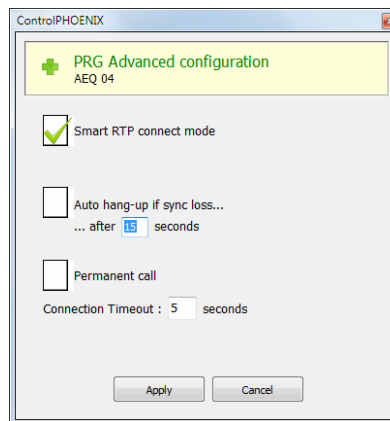 ControlPHOENIX
PRG Advanced configuration
AEQ 04
Smart RTP connect mode
Auto hang-up if sync loss...
... after 15 seconds
Permanent call
Connection Timeout : 5 seconds
Apply Cancel